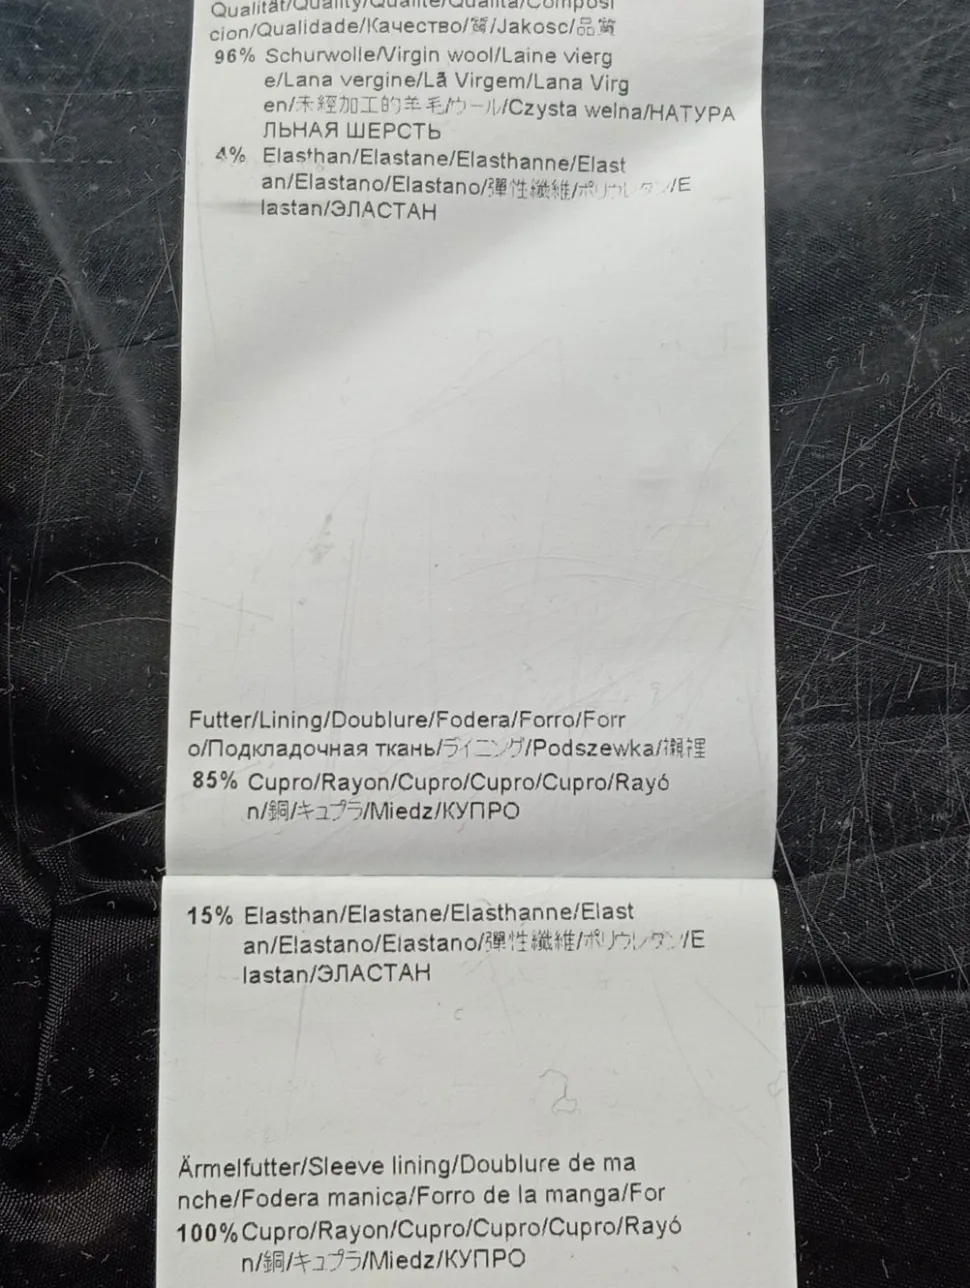 Qualität/Quality/Qualité/Qualità/Composi
cion/Qualidade/Качество/質/Jakosc/品質
96% Schurwolle/Virgin wool/Laine vierg
e/Lana vergine/Lã Virgem/Lana Virg
en/未經加工的羊毛/ウール/Czysta welna/НАТУРА
ЛЬНАЯ ШЕРСТЬ
4% Elasthan/Elastane/Elasthanne/Elast
an/Elastano/Elastano/彈性纖維/ポリウレタン/E
lastan/ЭЛАСТАН
Futter/Lining/Doublure/Fodera/Forro/Forr
o/Подкладочная ткань/ライニング/Podszewka/襯裡
85% Cupro/Rayon/Cupro/Cupro/Cupro/Rayó
n/銅/キュプラ/Miedz/КУПРО
15% Elasthan/Elastane/Elasthanne/Elast
an/Elastano/Elastano/彈性纖維/ポリウレタン/E
lastan/ЭЛАСТАН
Ärmelfutter/Sleeve lining/Doublure de ma
nche/Fodera manica/Forro de la manga/For
100% Cupro/Rayon/Cupro/Cupro/Cupro/Rayó
n/銅/キュプラ/Miedz/КУПРО